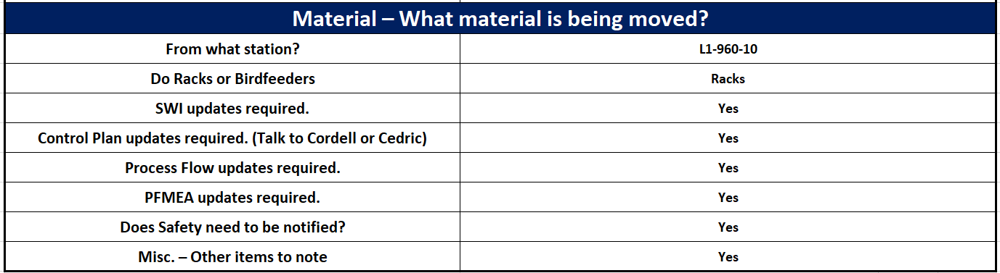 Material – What material is being moved?
From what station? L1-960-10
Do Racks or Birdfeeders Racks
SWI updates required. Yes
Control Plan updates required. (Talk to Cordell or Cedric) Yes
Process Flow updates required. Yes
PFMEA updates required. Yes
Does Safety need to be notified? Yes
Misc. – Other items to note Yes